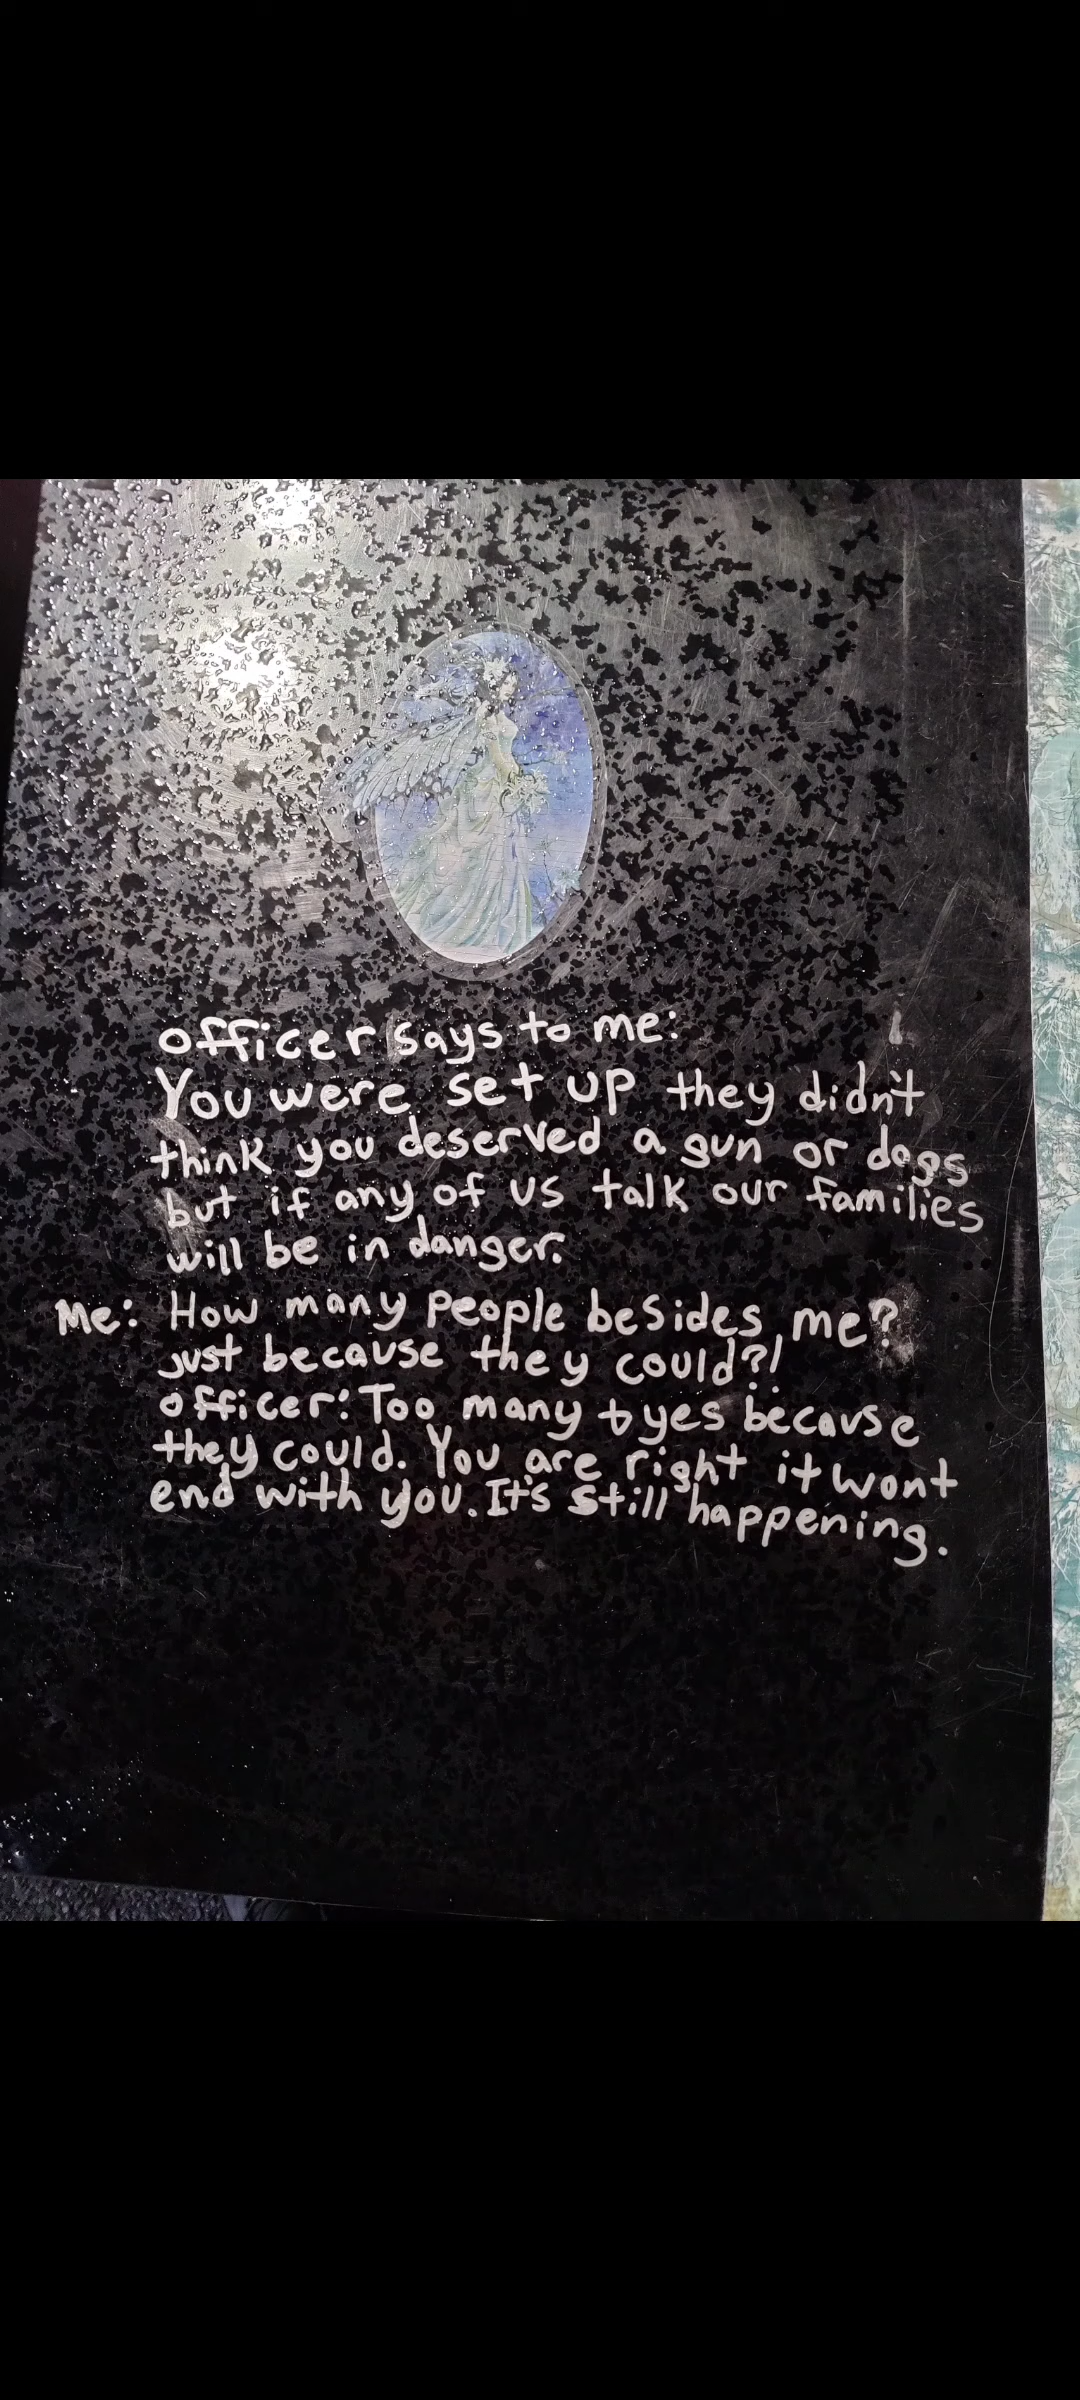 officer says to me:
You were set up they didn't
think you deserved a gun or dogs
but if any of us talk our families
will be in danger.
Me: How many people besides me?
just because they could?!
officer: Too many + yes because
they could. You are right it wont
end with you. It's still happening.